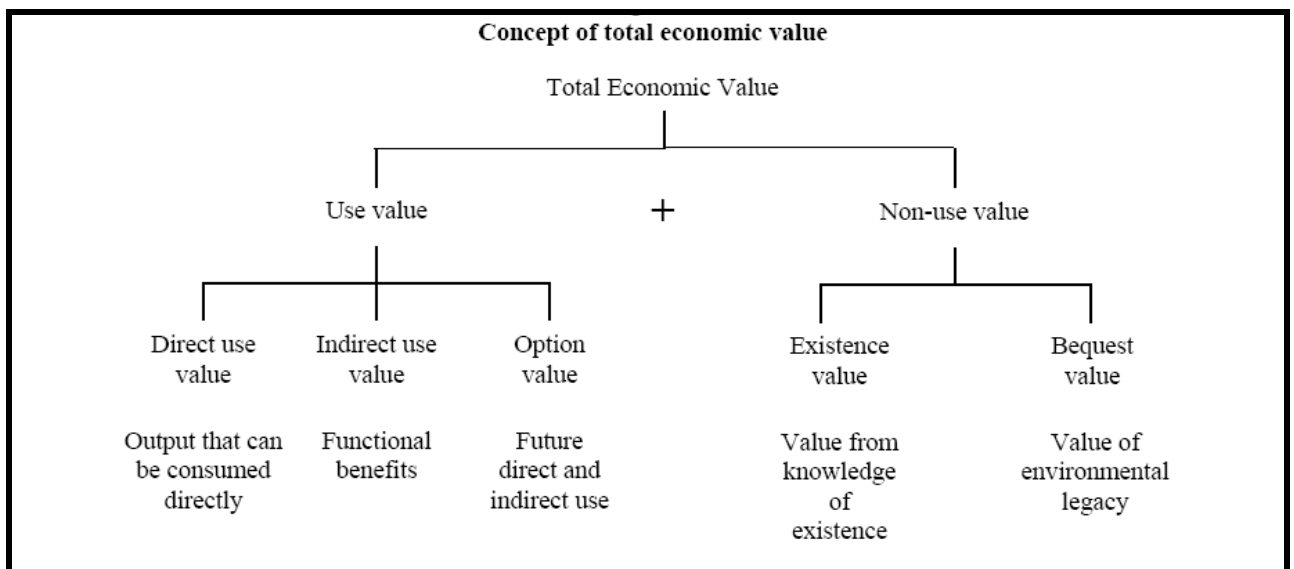 Concept of total economic value
Total Economic Value
Use value
+
Non-use value
Direct use
value
Indirect use
value
Option
value
Existence
value
Bequest
value
Output that can
be consumed
directly
Functional
benefits
Future
direct and
indirect use
Value from
knowledge
of
existence
Value of
environmental
legacy